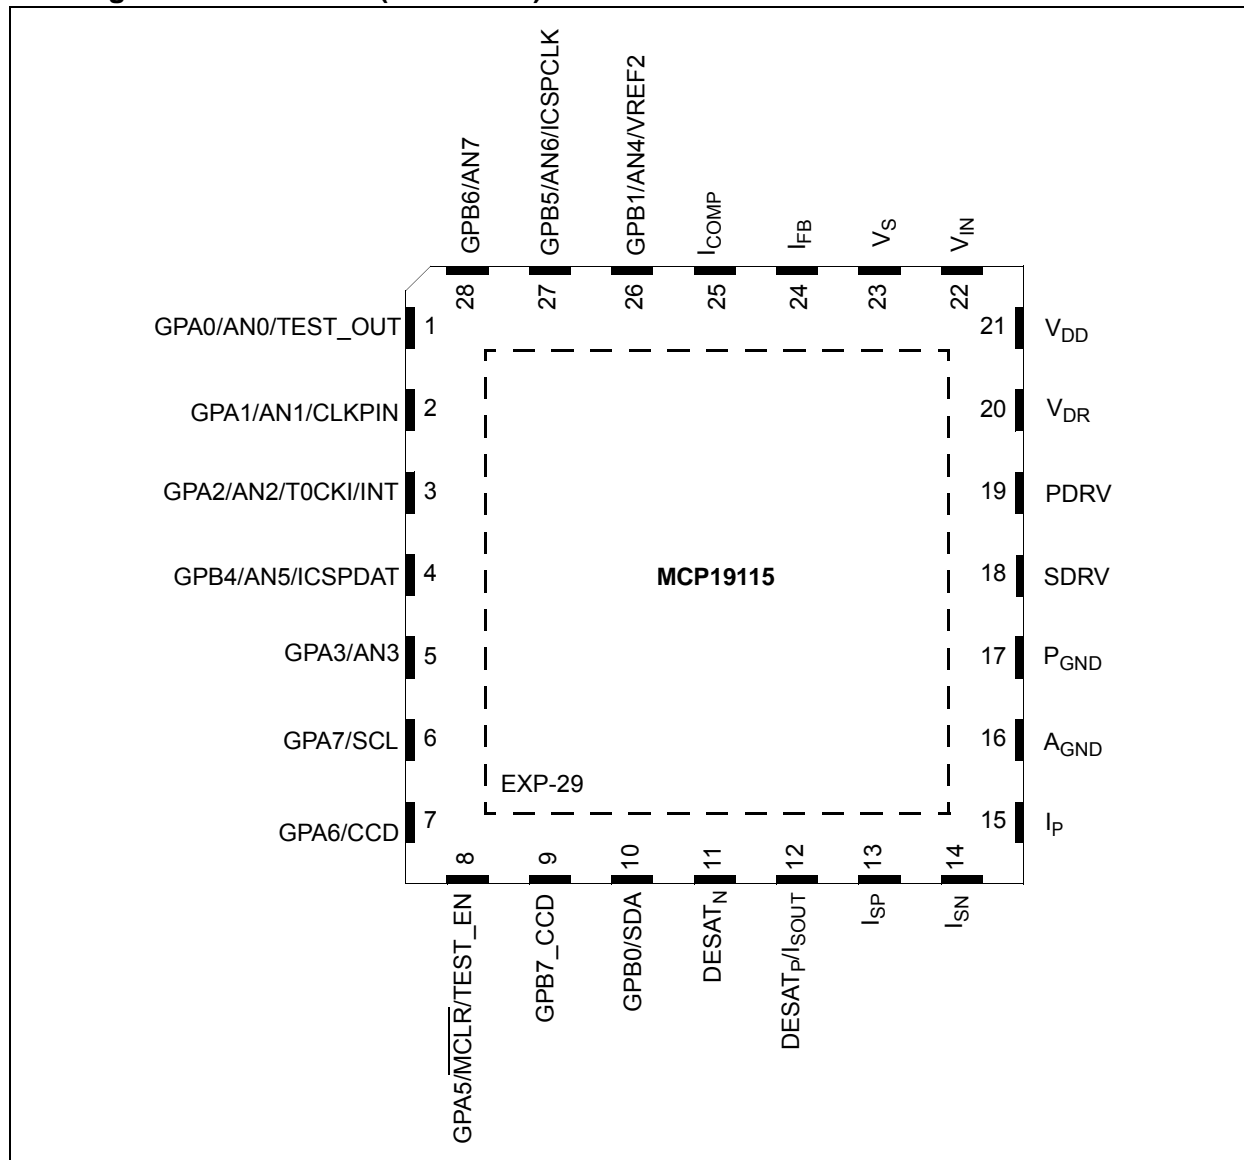 GPB6/AN7
GPB5/AN6/ICSPCLK
GPB1/AN4/VREF2
ICOMP
IFB
VS
VIN
28
27
26
25
24
23
22
GPA0/AN0/TEST_OUT 1
21 VDD
GPA1/AN1/CLKPIN 2
20 VDR
GPA2/AN2/T0CKI/INT 3
19 PDRV
GPB4/AN5/ICSPDAT 4
MCP19115
18 SDRV
GPA3/AN3 5
17 PGND
GPA7/SCL 6
16 AGND
EXP-29
GPA6/CCD 7
15 IP
8
9
10
11
12
13
14
GPA5/MCLR/TEST_EN
GPB7_CCD
GPB0/SDA
DESATN
DESATP/ISOUT
ISP
ISN